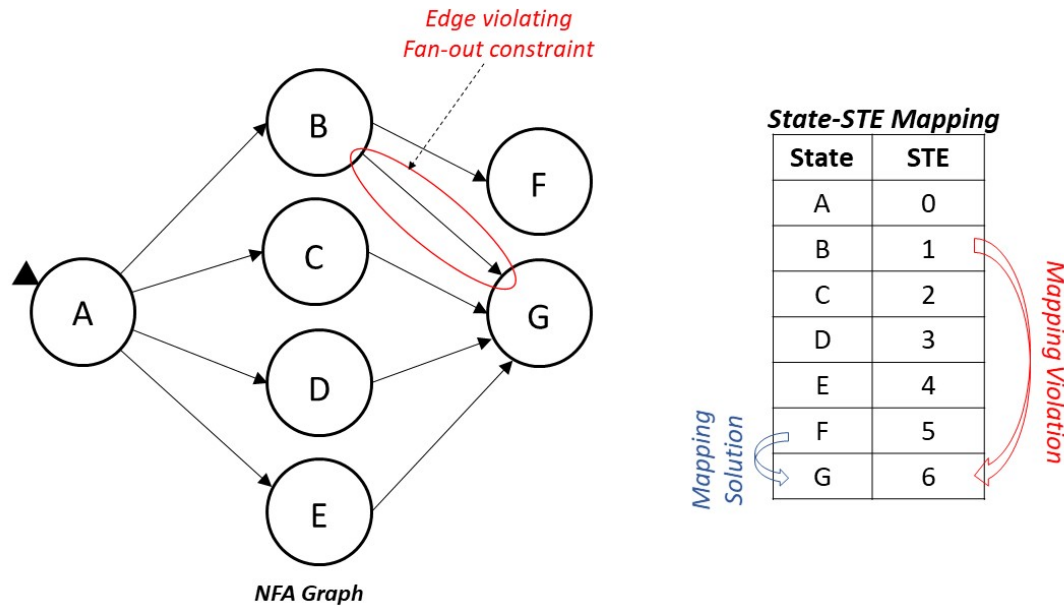 Edge violating
Fan-out constraint
B
F
C
A
G
D
E
NFA Graph
State-STE Mapping
State STE
A 0
B 1
C 2
D 3
E 4
F 5
G 6
Mapping
Solution
Mapping Violation